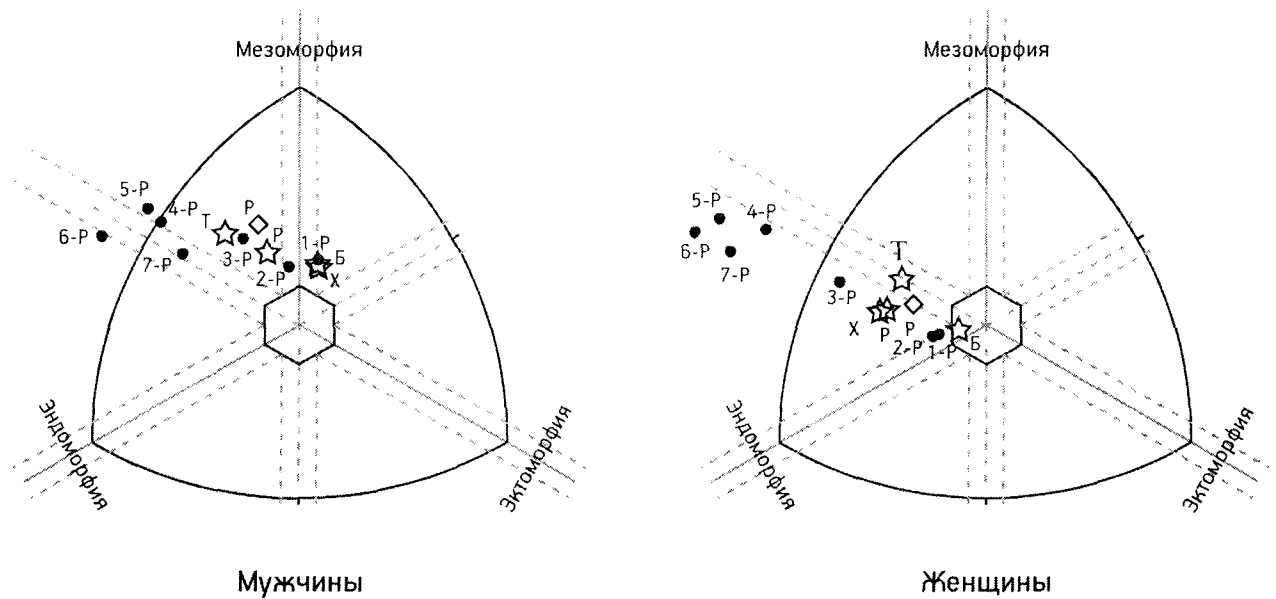 Мезоморфия
5-Р
4-Р
Т
Р
6-Р
3-Р
Р
1-Р
Б
7-Р
2-Р
Х
Эндоморфия
Эктоморфия
Мужчины
Мезоморфия
5-Р
4-Р
6-Р
Т
7-Р
3-Р
Х
Р
Р
2-Р
1-Р
Б
Эндоморфия
Эктоморфия
Женщины